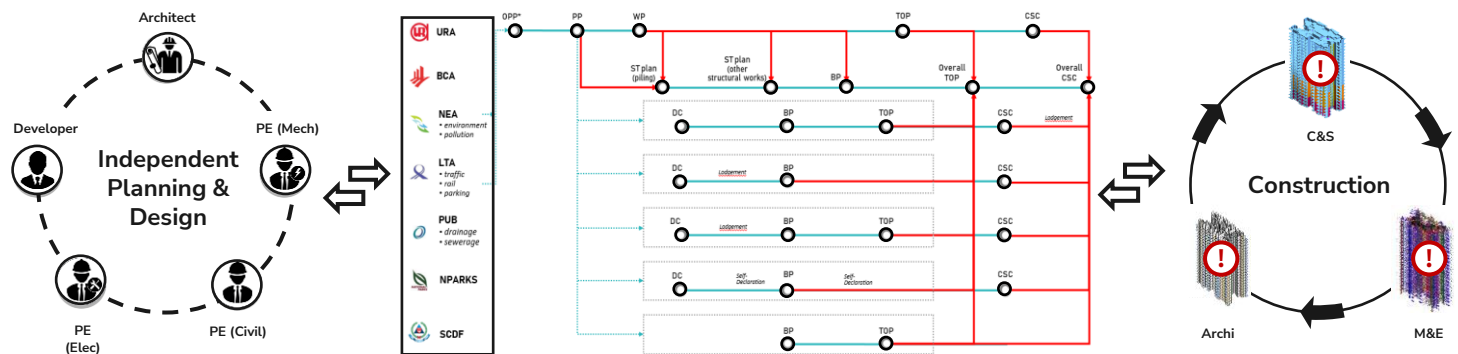 Architect
Developer
PE (Mech)
Independent
Planning &
Design
PE
(Elec)
PE (Civil)
URA
BCA
NEA
• environment
• pollution
LTA
• traffic
• rail
• parking
PUB
• drainage
• sewerage
NPARKS
SCDF
OPP*
PP
WP
TOP
CSC
ST plan
(piling)
ST plan
(other
structural works)
BP
Overall
TOP
Overall
CSC
DC
BP
TOP
CSC
Lodgement
DC
Lodgement
BP
CSC
DC
Lodgement
BP
TOP
CSC
DC
Self-
Declaration
BP
Self-
Declaration
CSC
BP
TOP
!
C&S
Construction
!
Archi
!
M&E